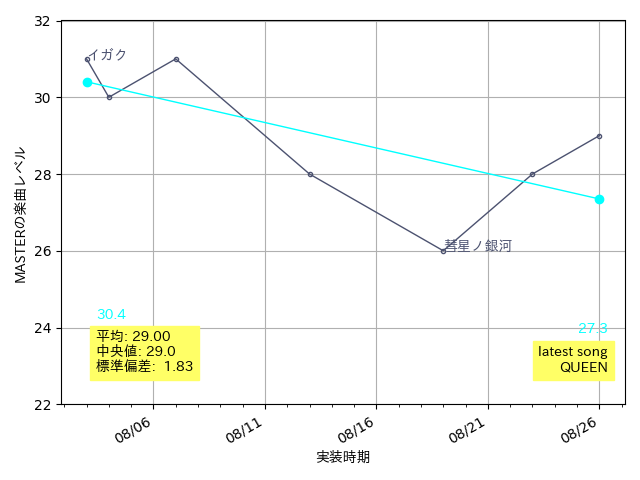 32
30
28
26
24
22
MASTERの楽曲レベル
イガク
彗星ノ銀河
30.4
平均: 29.00
中央値: 29.0
標準偏差: 1.83
27.3
latest song
QUEEN
08/06
08/11
08/16
08/21
08/26
実装時期